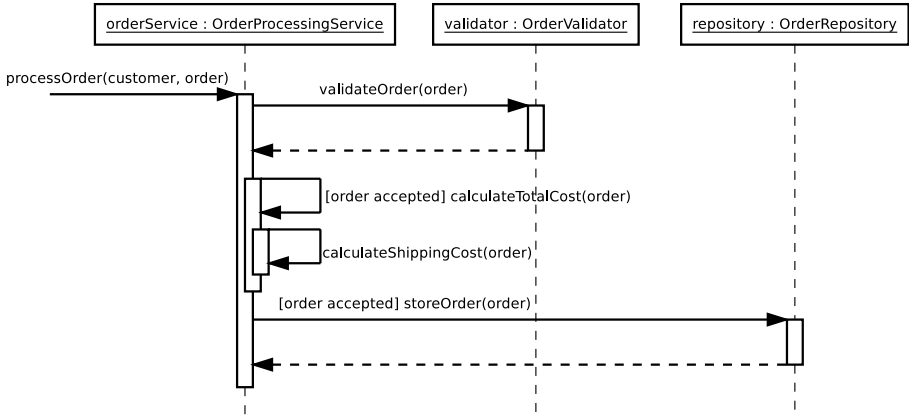 orderService : OrderProcessingService
validator : OrderValidator
repository : OrderRepository
processOrder(customer, order)
validateOrder(order)
[order accepted] calculateTotalCost(order)
calculateShippingCost(order)
[order accepted] storeOrder(order)